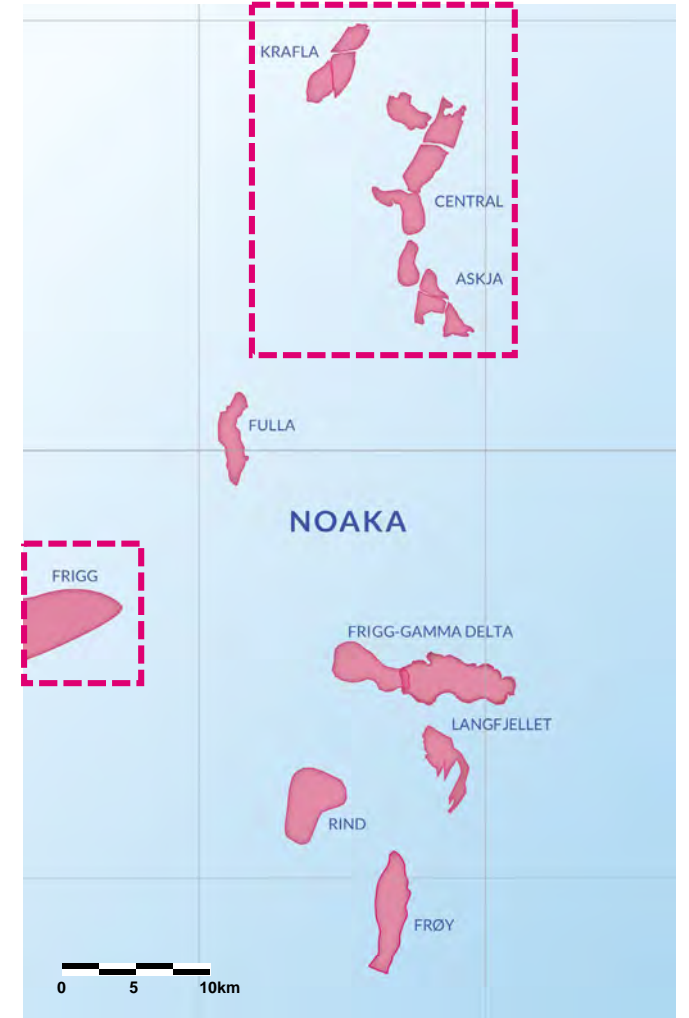 KRAFLA
CENTRAL
ASKJA
FULLA
NOAKA
FRIGG
FRIGG-GAMMA DELTA
LANGFJELLET
RIND
FRØY
0 5 10km